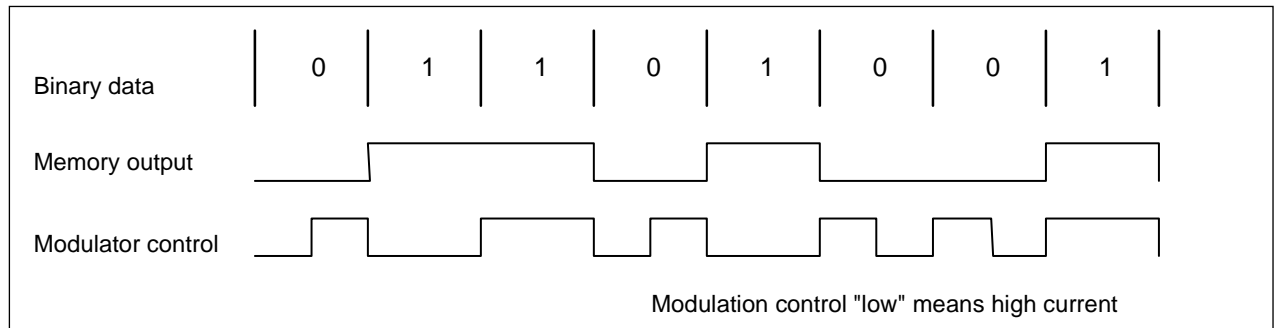 Binary data 0 1 1 0 1 0 0 1
Memory output
Modulator control
Modulation control "low" means high current